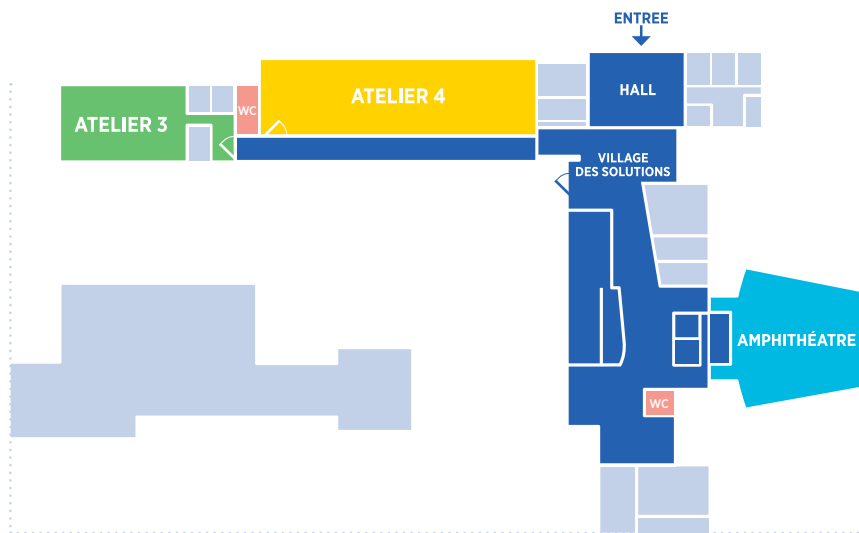 ENTREE
HALL
ATELIER 4
WC
ATELIER 3
VILLAGE
DES SOLUTIONS
AMPHITHÉATRE
WC